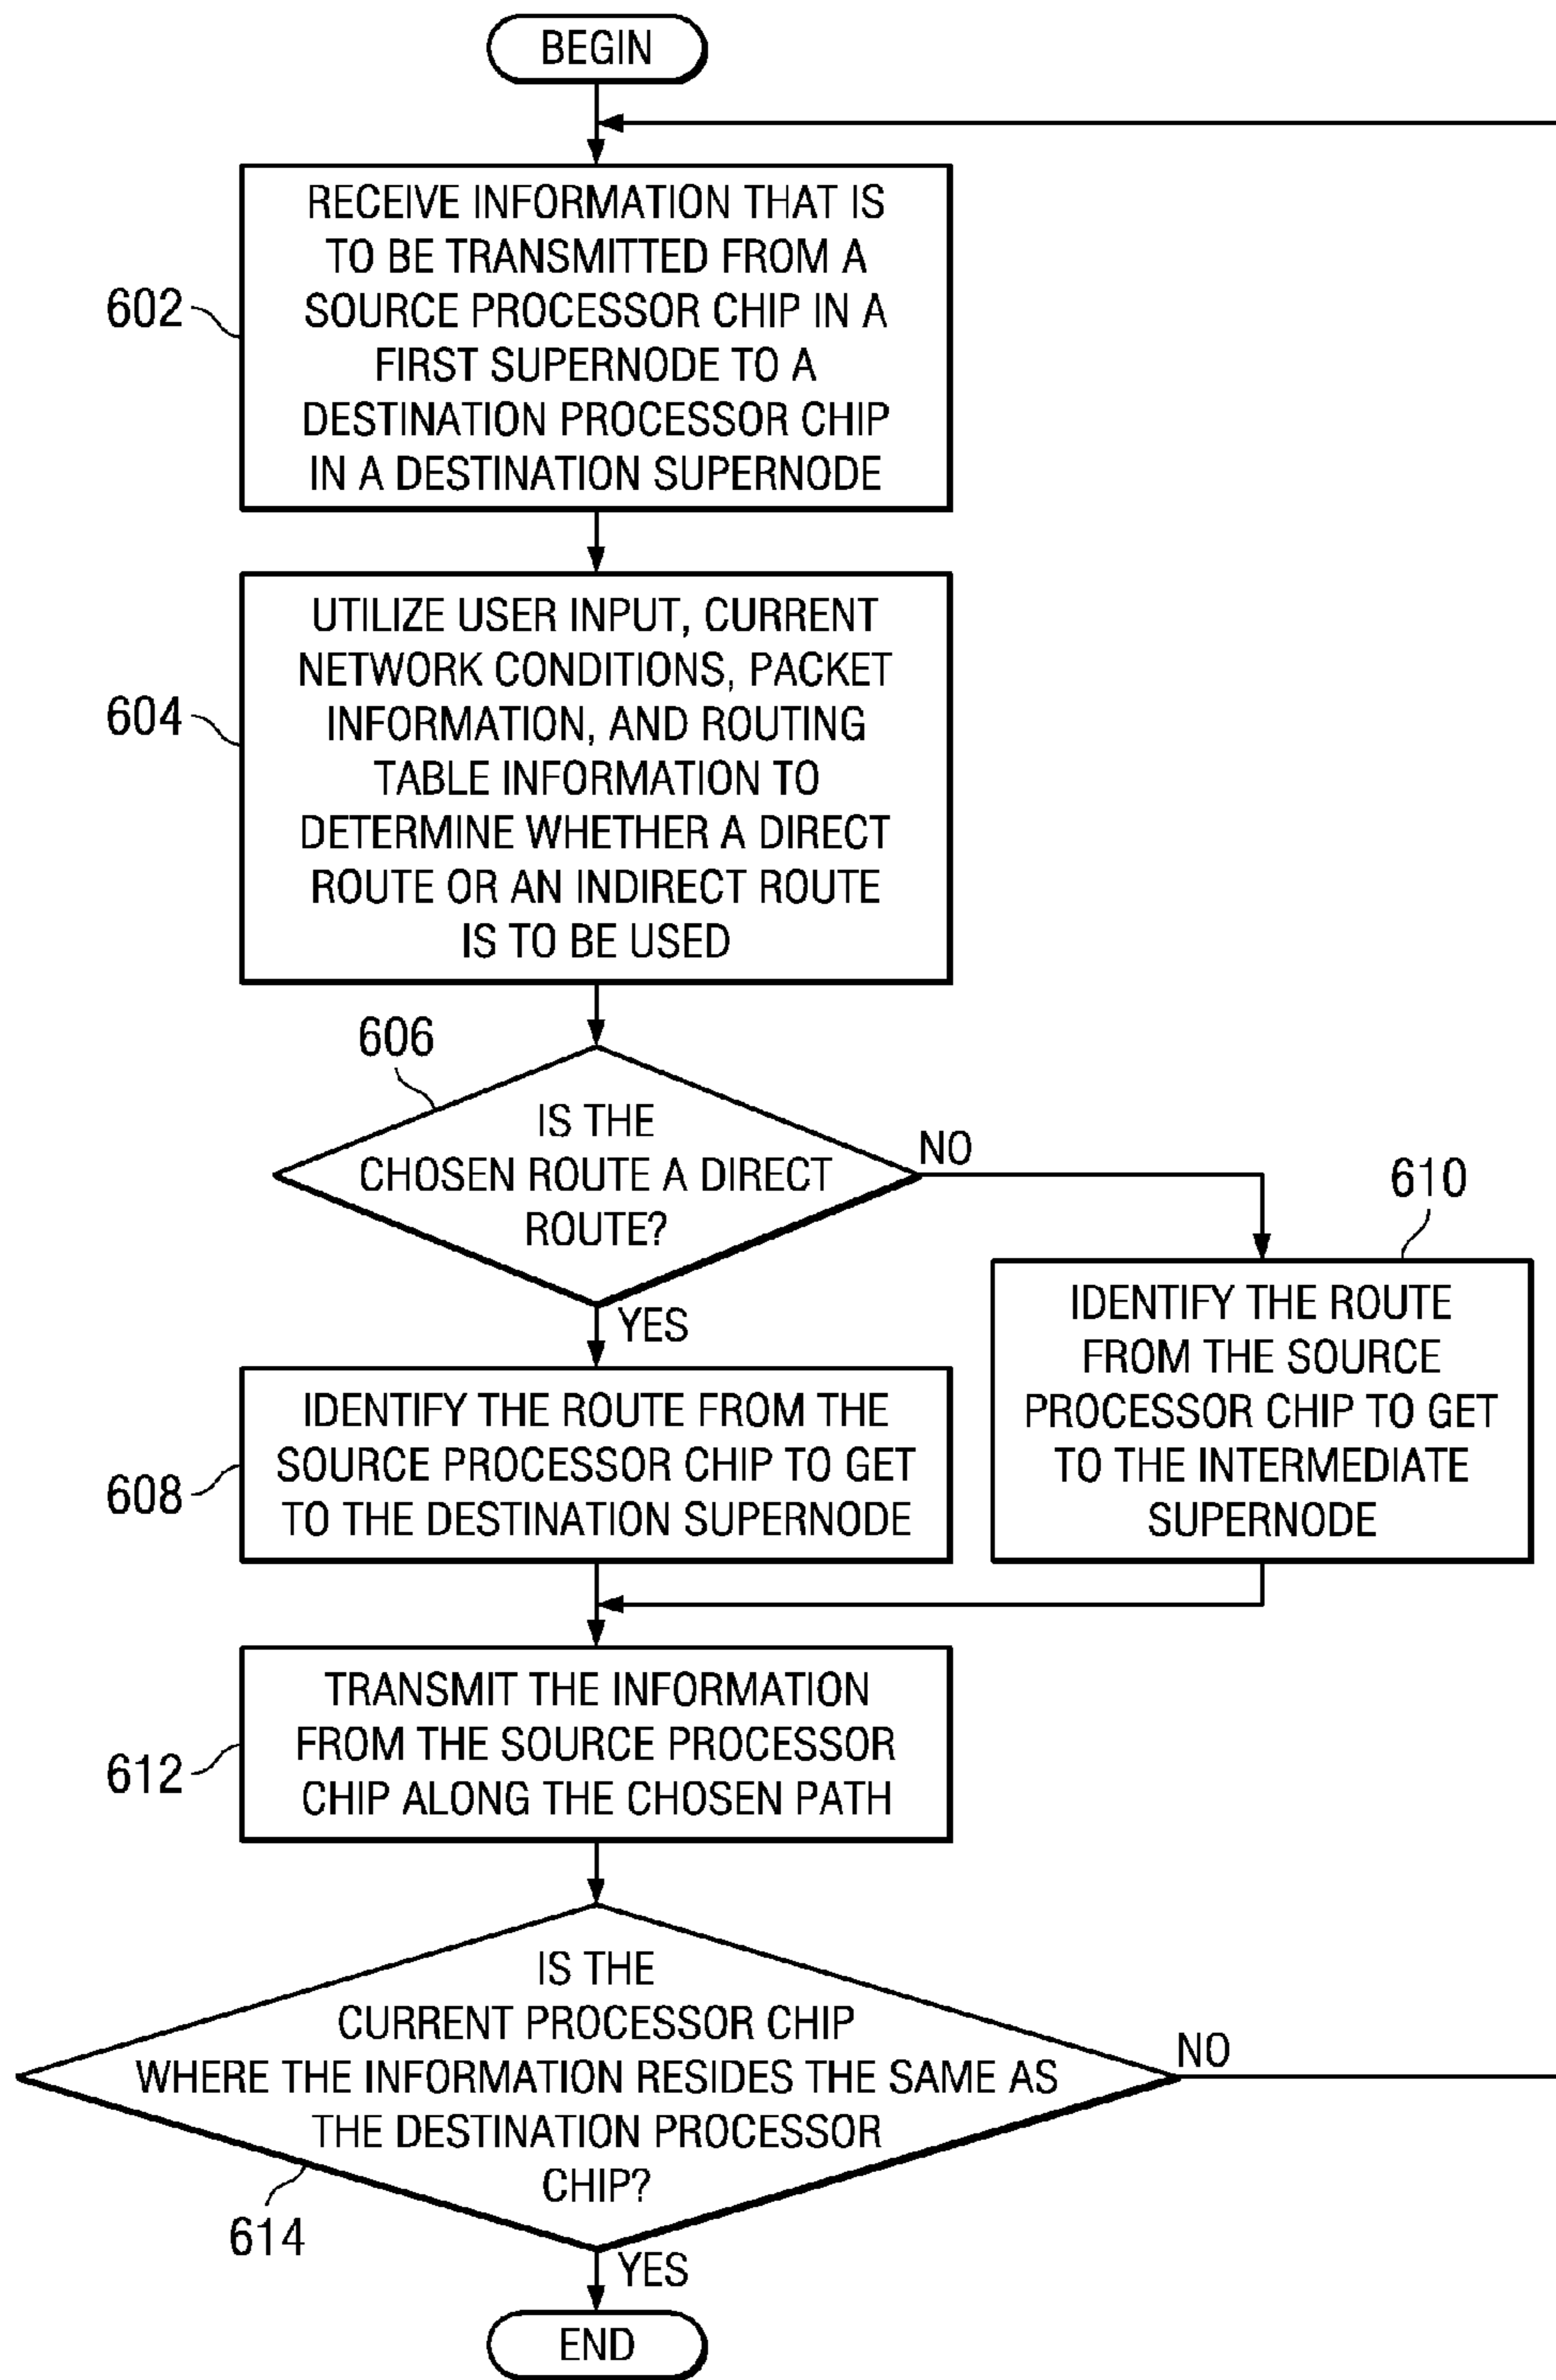 BEGIN
602
RECEIVE INFORMATION THAT IS
TO BE TRANSMITTED FROM A
SOURCE PROCESSOR CHIP IN A
FIRST SUPERNODE TO A
DESTINATION PROCESSOR CHIP
IN A DESTINATION SUPERNODE
604
UTILIZE USER INPUT, CURRENT
NETWORK CONDITIONS, PACKET
INFORMATION, AND ROUTING
TABLE INFORMATION TO
DETERMINE WHETHER A DIRECT
ROUTE OR AN INDIRECT ROUTE
IS TO BE USED
606
IS THE
CHOSEN ROUTE A DIRECT
ROUTE?
NO
YES
610
IDENTIFY THE ROUTE
FROM THE SOURCE
PROCESSOR CHIP TO GET
TO THE INTERMEDIATE
SUPERNODE
608
IDENTIFY THE ROUTE FROM THE
SOURCE PROCESSOR CHIP TO GET
TO THE DESTINATION SUPERNODE
612
TRANSMIT THE INFORMATION
FROM THE SOURCE PROCESSOR
CHIP ALONG THE CHOSEN PATH
IS THE
CURRENT PROCESSOR CHIP
WHERE THE INFORMATION RESIDES THE SAME AS
THE DESTINATION PROCESSOR
CHIP?
NO
614
YES
END